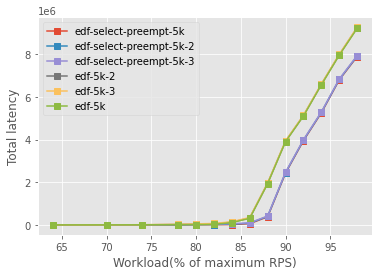 1e6
edf-select-preempt-5k
edf-select-preempt-5k-2
edf-select-preempt-5k-3
edf-5k-2
edf-5k-3
edf-5k
8
6
4
2
0
Total latency
65 70 75 80 85 90 95
Workload(% of maximum RPS)